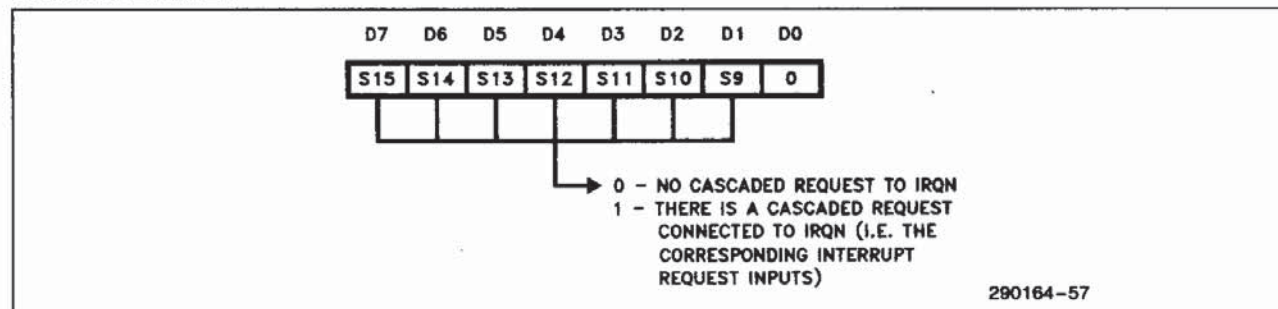 D7 D6 D5 D4 D3 D2 D1 D0
S15 S14 S13 S12 S11 S10 S9 0
0 - NO CASCADED REQUEST TO IRQN
1 - THERE IS A CASCADED REQUEST
CONNECTED TO IRQN (I.E. THE
CORRESPONDING INTERRUPT
REQUEST INPUTS)
290164-57